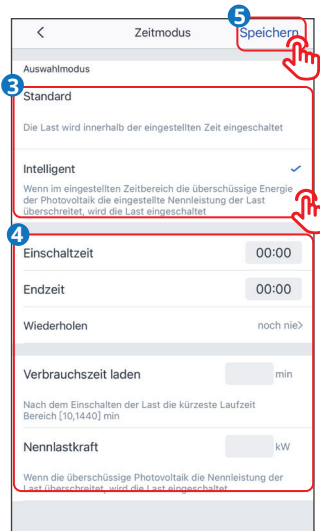 5
< Zeitmodus Speichern
Auswahlmodus
3
Standard
Die Last wird innerhalb der eingestellten Zeit eingeschaltet
Intelligent
Wenn im eingestellten Zeitbereich die überschüssige Energie
der Photovoltaik die eingestellte Nennleistung der Last
überschreitet, wird die Last eingeschaltet
4
Einschaltzeit 00:00
Endzeit 00:00
Wiederholen noch nie>
Verbrauchszeit laden min
Nach dem Einschalten der Last die kürzeste Laufzeit
Bereich [10,1440] min
Nennlastkraft kW
Wenn die überschüssige Photovoltaik die Nennleistung der
Last überschreitet, wird die Last eingeschaltet